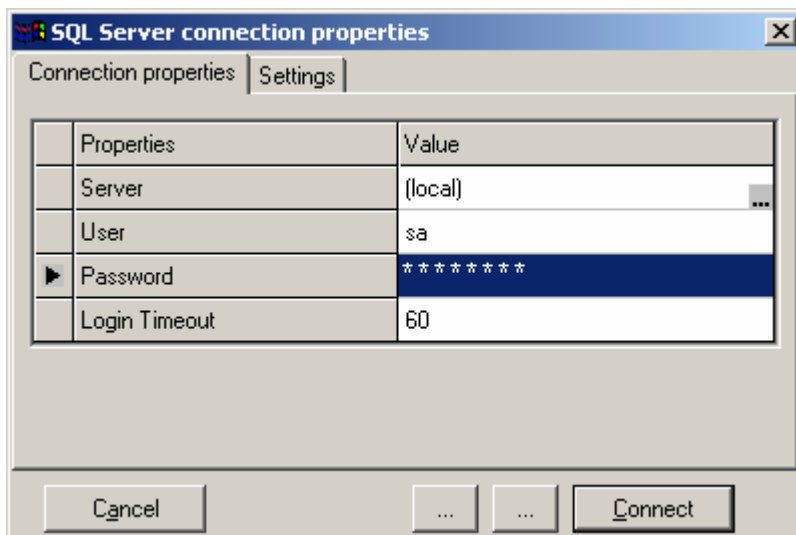 SQL Server connection properties
Connection properties Settings
Properties Value
Server (local) ...
User sa
Password ********
Login Timeout 60
Cancel ... ... Connect